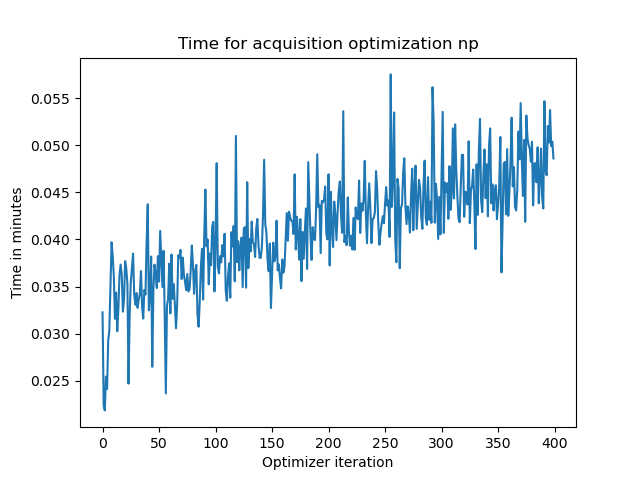 Time for acquisition optimization np
0.055
0.050
0.045
0.040
0.035
0.030
0.025
Time in minutes
0 50 100 150 200 250 300 350 400
Optimizer iteration